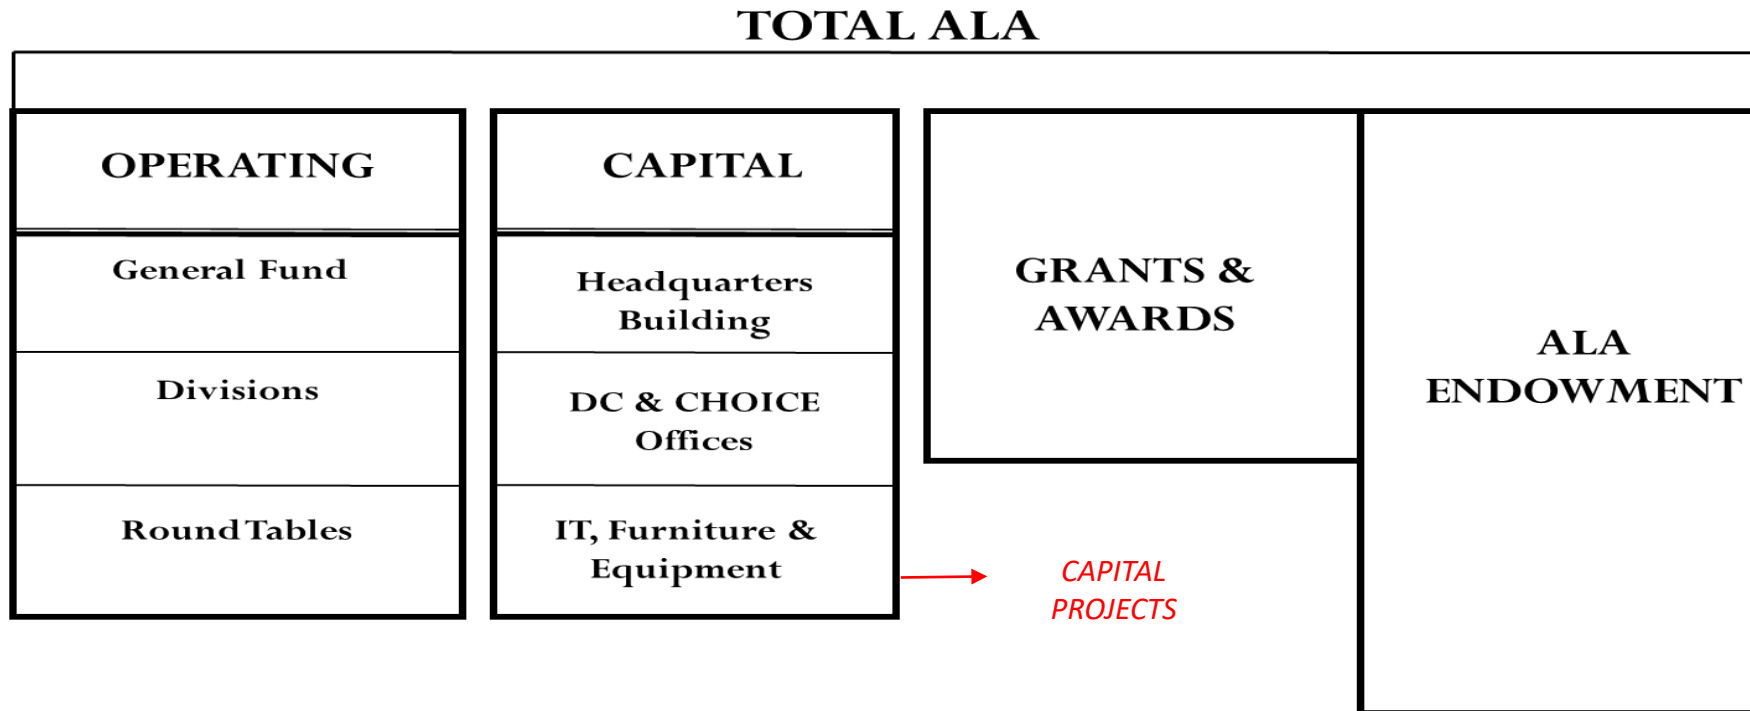 TOTAL ALA
OPERATING
General Fund
Divisions
Round Tables
CAPITAL
Headquarters
Building
DC & CHOICE
Offices
IT, Furniture &
Equipment
CAPITAL
PROJECTS
GRANTS &
AWARDS
ALA
ENDOWMENT